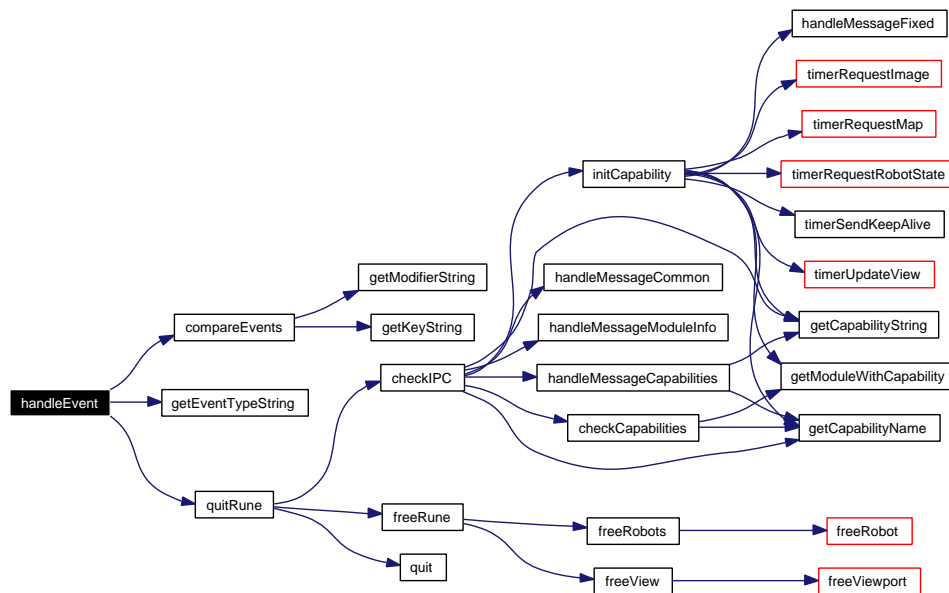 handleMessageFixed
timerRequestImage
timerRequestMap
initCapability
timerRequestRobotState
timerSendKeepAlive
getModifierString
handleMessageCommon
timerUpdateView
compareEvents
getKeyString
handleMessageModuleInfo
getCapabilityString
checkIPC
handleMessageCapabilities
getModuleWithCapability
handleEvent
getEventTypeString
checkCapabilities
getCapabilityName
quitRune
freeRune
freeRobots
freeRobot
quit
freeView
freeViewport